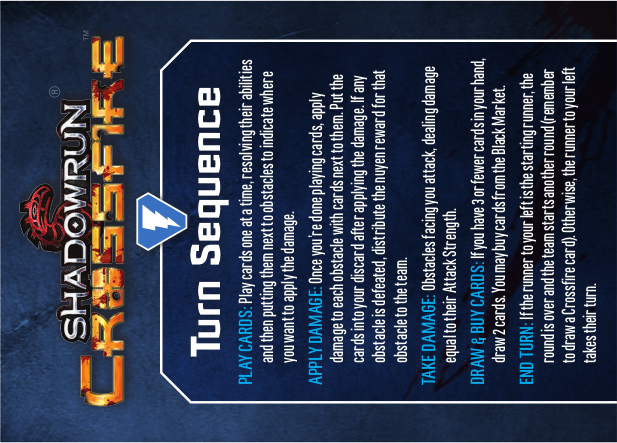 SHADOWRUN®
CROSSFIRE™
Turn Sequence
PLAY CARDS: Play cards one at a time, resolving their abilities
and then putting them next to obstacles to indicate where
you want to apply the damage.
APPLY DAMAGE: Once you're done playing cards, apply
damage to each obstacle with cards next to them. Put the
cards into your discard after applying the damage. If any
obstacle is defeated, distribute the nuyen reward for that
obstacle to the team.
TAKE DAMAGE: Obstacles facing you attack, dealing damage
equal to their Attack Strength.
DRAW & BUY CARDS: If you have 3 or fewer cards in your hand,
draw 2 cards. You may buy cards from the Black Market.
END TURN: If the runner to your left is the starting runner, the
round is over and the team starts another round (remember
to draw a Crossfire card). Otherwise, the runner to your left
takes their turn.